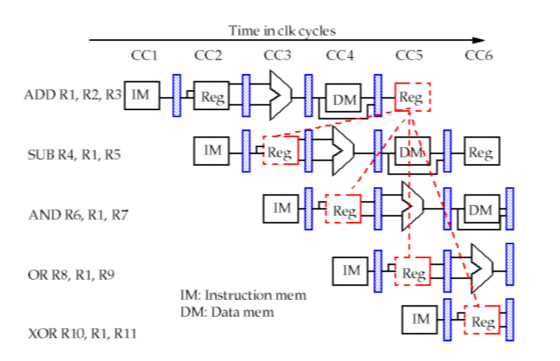 Time in clk cycles
CC1 CC2 CC3 CC4 CC5 CC6
ADD R1, R2, R3 IM Reg DM Reg
SUB R4, R1, R5 IM Reg DM Reg
AND R6, R1, R7 IM Reg DM
OR R8, R1, R9 IM Reg
IM: Instruction mem
DM: Data mem
XOR R10, R1, R11 IM Reg